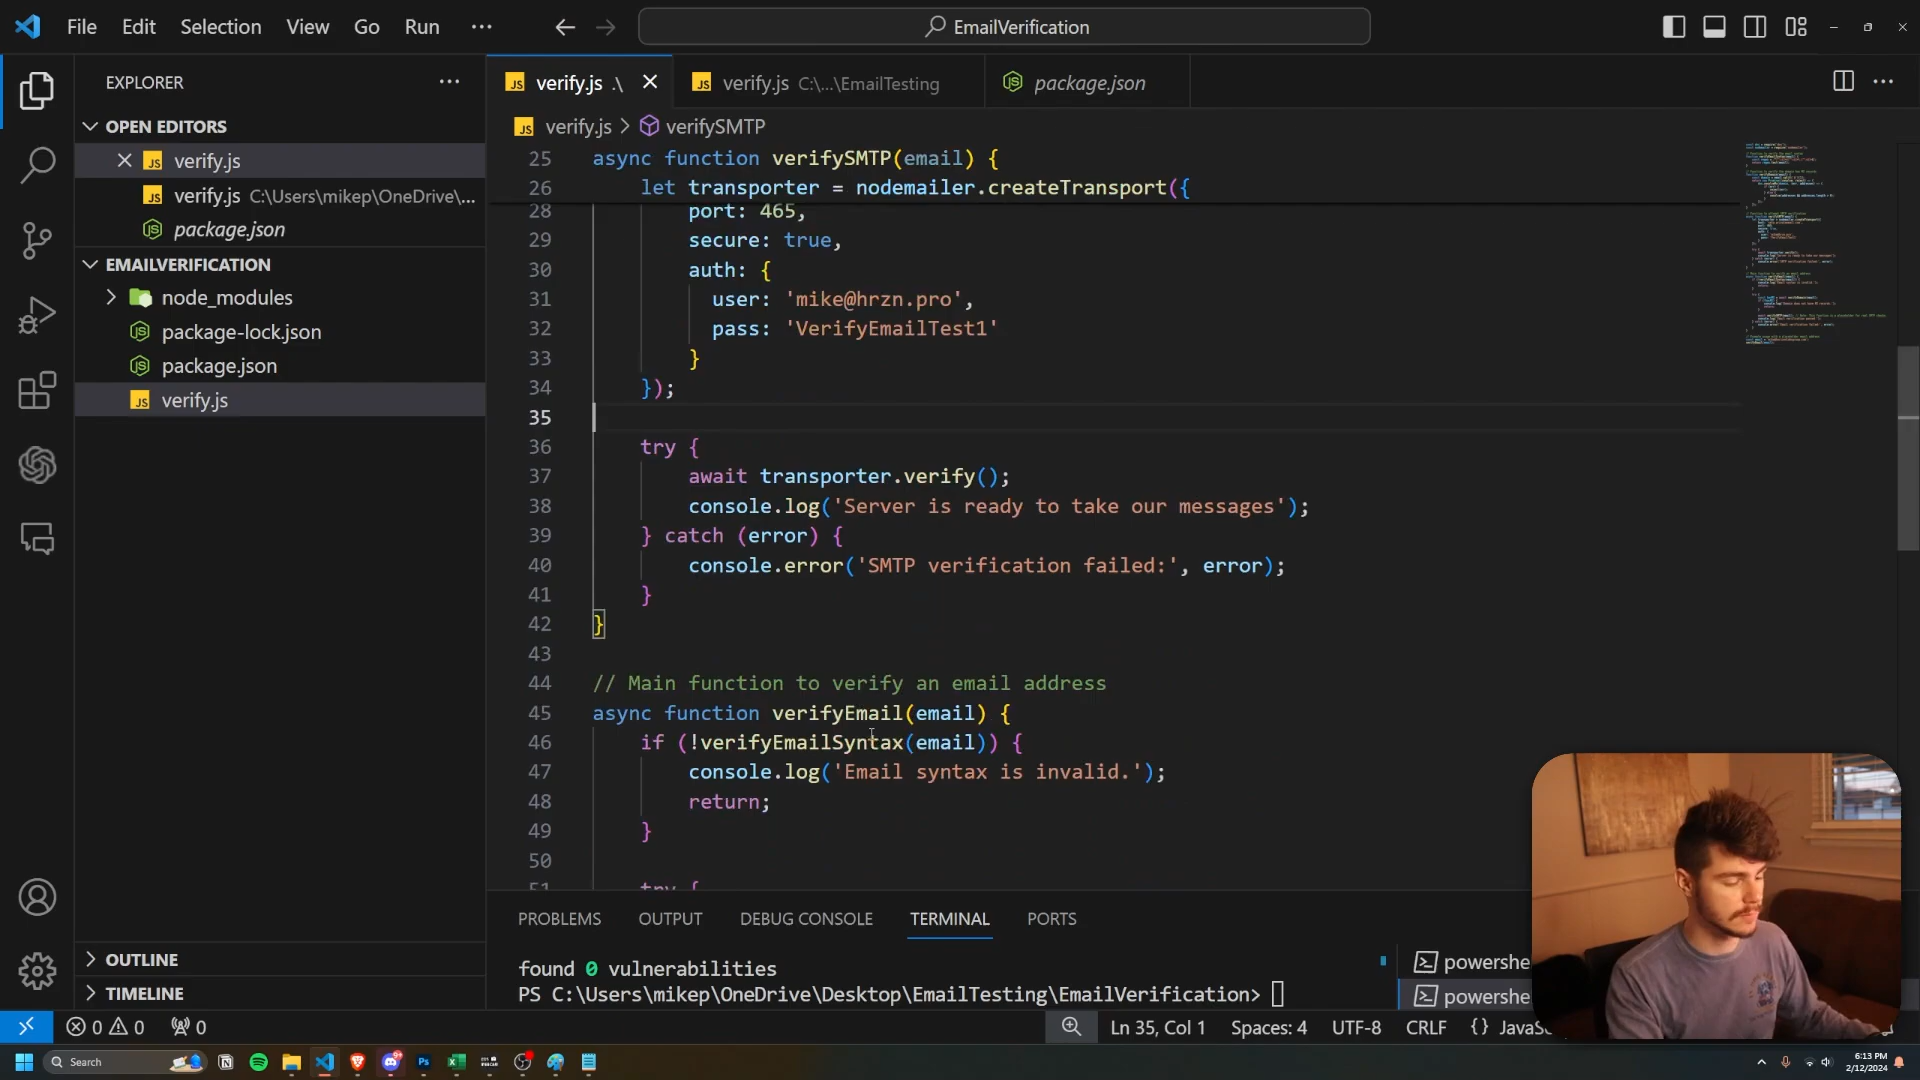 File Edit Selection View Go Run ···
EmailVerification
EXPLORER
OPEN EDITORS
verify.js
verify.js C:\Users\mikep\OneDrive\...
package.json
EMAILVERIFICATION
node_modules
package-lock.json
package.json
verify.js
OUTLINE
TIMELINE
verify.js .\
verify.js C:\...\EmailTesting
package.json
verify.js > verifySMTP
25 async function verifySMTP(email) {
26 let transporter = nodemailer.createTransport({
28 port: 465,
29 secure: true,
30 auth: {
31 user: 'mike@hrzn.pro',
32 pass: 'VerifyEmailTest1'
33 }
34 });
35
36 try {
37 await transporter.verify();
38 console.log('Server is ready to take our messages');
39 } catch (error) {
40 console.error('SMTP verification failed:', error);
41 }
42 }
43
44 // Main function to verify an email address
45 async function verifyEmail(email) {
46 if (!verifyEmailSyntax(email)) {
47 console.log('Email syntax is invalid.');
48 return;
49 }
50
51 try {
PROBLEMS OUTPUT DEBUG CONSOLE TERMINAL PORTS
found 0 vulnerabilities
PS C:\Users\mikep\OneDrive\Desktop\EmailTesting\EmailVerification>
powershe
powershe
0 0 0
Ln 35, Col 1 Spaces: 4 UTF-8 CRLF {} JavaS
Search
6:13 PM
2/12/2024